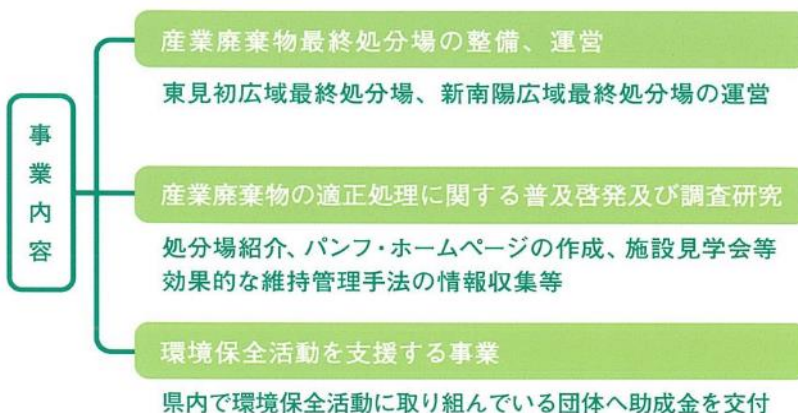 事業内容
産業廃棄物最終処分場の整備、運営
東見初広域最終処分場、新南陽広域最終処分場の運営
産業廃棄物の適正処理に関する普及啓発及び調査研究
処分場紹介、パンフ・ホームページの作成、施設見学会等
効果的な維持管理手法の情報収集等
環境保全活動を支援する事業
県内で環境保全活動に取り組んでいる団体へ助成金を交付